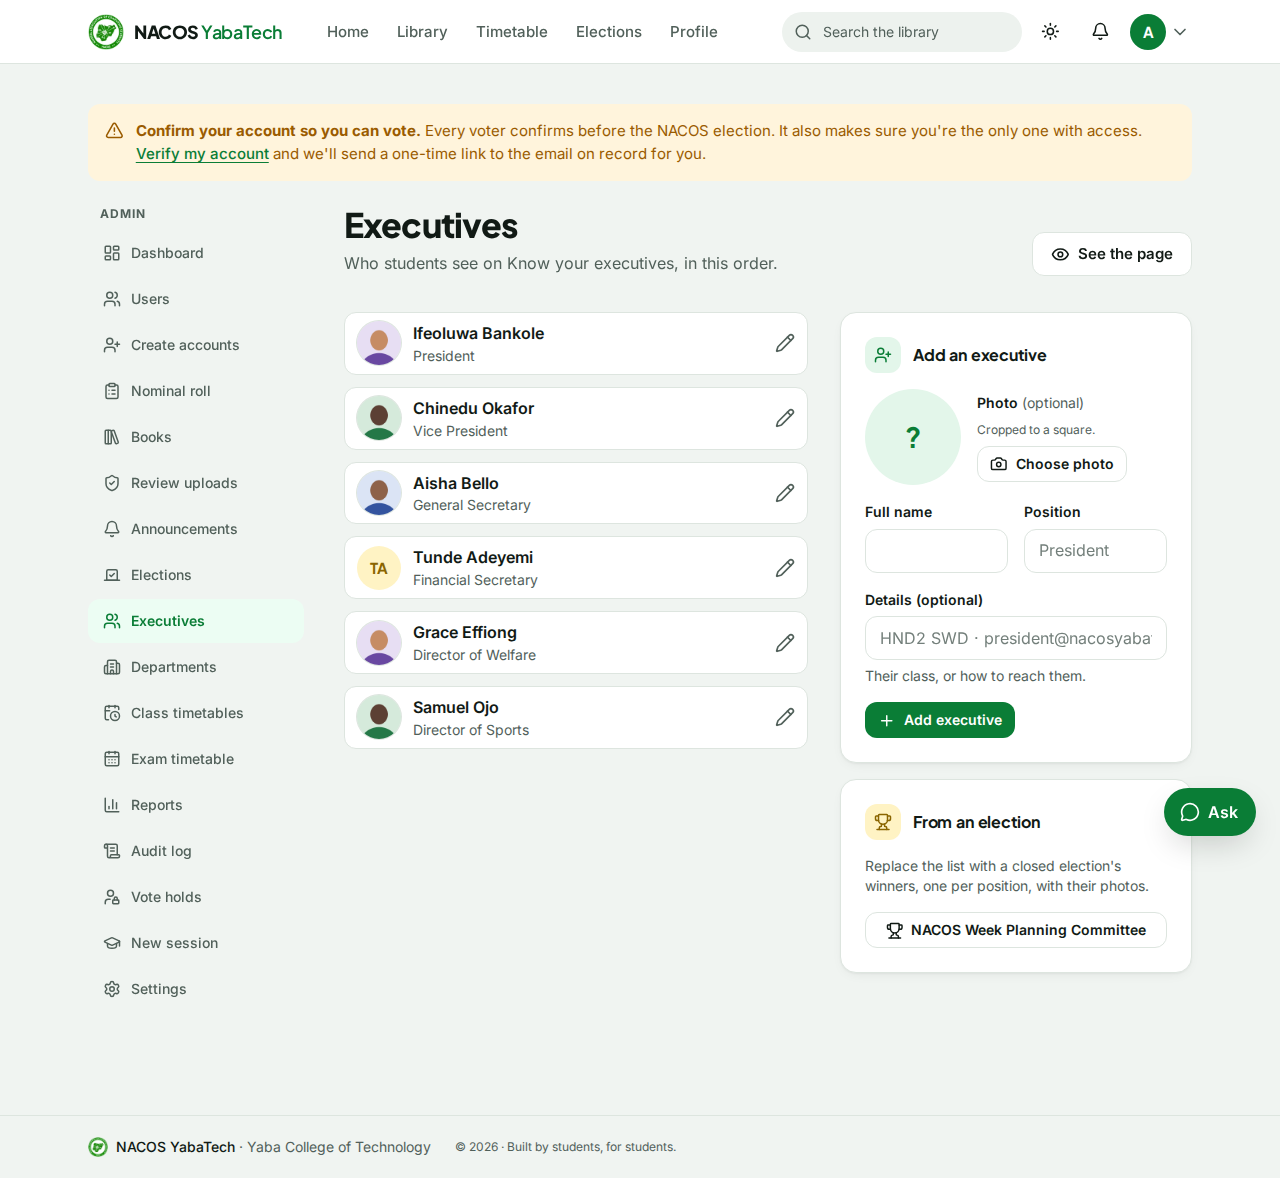 NACOS YabaTech
Home
Library
Timetable
Elections
Profile
Search the library
A
Confirm your account so you can vote. Every voter confirms before the NACOS election. It also makes sure you're the only one with access.
Verify my account and we'll send a one-time link to the email on record for you.
ADMIN
Dashboard
Users
Create accounts
Nominal roll
Books
Review uploads
Announcements
Elections
Executives
Departments
Class timetables
Exam timetable
Reports
Audit log
Vote holds
New session
Settings
Executives
Who students see on Know your executives, in this order.
See the page
Ifeoluwa Bankole
President
Chinedu Okafor
Vice President
Aisha Bello
General Secretary
TA
Tunde Adeyemi
Financial Secretary
Grace Effiong
Director of Welfare
Samuel Ojo
Director of Sports
Add an executive
?
Photo (optional)
Cropped to a square.
Choose photo
Full name
Position
President
Details (optional)
HND2 SWD · president@nacosyaba
Their class, or how to reach them.
Add executive
From an election
Replace the list with a closed election's
winners, one per position, with their photos.
NACOS Week Planning Committee
Ask
NACOS YabaTech · Yaba College of Technology
© 2026 · Built by students, for students.